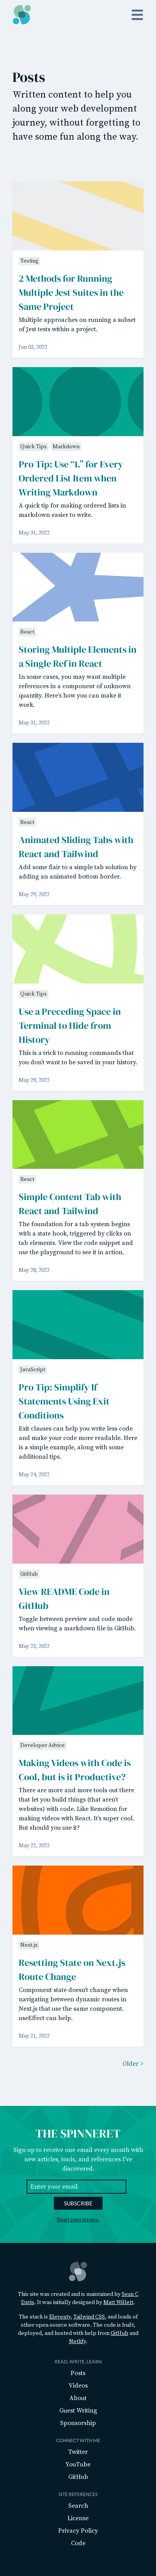 Posts
Written content to help you
along your web development
journey, without forgetting to
have some fun along the way.
Testing
2 Methods for Running
Multiple Jest Suites in the
Same Project
Multiple approaches on running a subset
of Jest tests within a project.
Jun 03, 2022
Quick Tips Markdown
Pro Tip: Use “1.” for Every
Ordered List Item when
Writing Markdown
A quick tip for making ordered lists in
markdown easier to write.
May 31, 2022
React
Storing Multiple Elements in
a Single Ref in React
In some cases, you may want multiple
references in a component of unknown
quantity. Here's how you can make it
work.
May 31, 2022
React
Animated Sliding Tabs with
React and Tailwind
Add some flair to a simple tab solution by
adding an animated bottom border.
May 29, 2022
Quick Tips
Use a Preceding Space in
Terminal to Hide from
History
This is a trick to running commands that
you don't want to be saved in your history.
May 29, 2022
React
Simple Content Tab with
React and Tailwind
The foundation for a tab system begins
with a state hook, triggered by clicks on
tab elements. View the code snippet and
use the playground to see it in action.
May 28, 2022
JavaScript
Pro Tip: Simplify If
Statements Using Exit
Conditions
Exit clauses can help you write less code
and make your code more readable. Here
is a simple example, along with some
additional tips.
May 24, 2022
GitHub
View README Code in
GitHub
Toggle between preview and code mode
when viewing a markdown file in GitHub.
May 23, 2022
Developer Advice
Making Videos with Code is
Cool, but is it Productive?
There are more and more tools out there
that let you build things (that aren't
websites) with code. Like Remotion for
making videos with React. It's super cool.
But should you use it?
May 22, 2022
Next.js
Resetting State on Next.js
Route Change
Component state doesn't change when
navigating between dynamic routes in
Next.js that use the same component.
useEffect can help.
May 21, 2022
Older >
THE SPINNERET
Sign up to receive one email every month with
new articles, tools, and videos I've
discovered.
Enter your email
SUBSCRIBE
Read past issues.
This site was created and is maintained by Sean C
Davis. It was initially designed by Matt Willett.
The stack is Eleventy, Tailwind CSS, and loads of
other open-source software. The code is built,
deployed, and hosted with help from GitHub and
Netlify.
READ, WRITE, LEARN
Posts
Videos
About
Guest Writing
Sponsorship
CONNECT WITH ME
Twitter
YouTube
GitHub
SITE REFERENCES
Search
License
Privacy Policy
Code